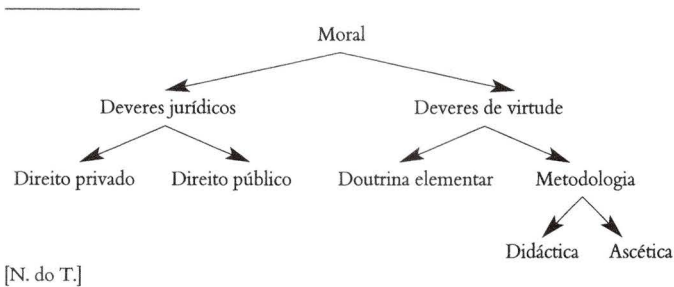 Moral
Deveres jurídicos Deveres de virtude
Direito privado Direito público Doutrina elementar Metodologia
Didáctica Ascética
[N. do T.]